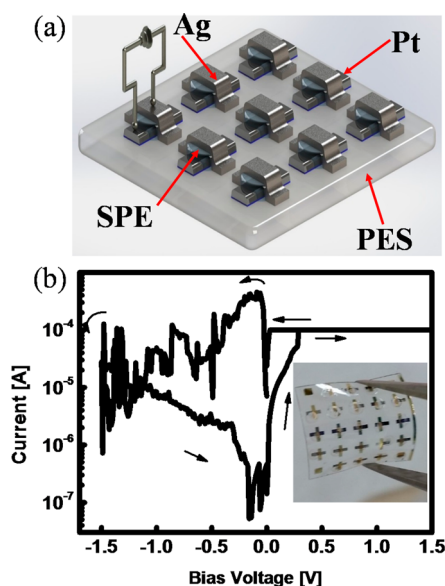 (a)
Ag
Pt
SPE
PES
(b)
10⁻⁴
10⁻⁵
10⁻⁶
10⁻⁷
Current [A]
-1.5 -1.0 -0.5 0.0 0.5 1.0 1.5
Bias Voltage [V]